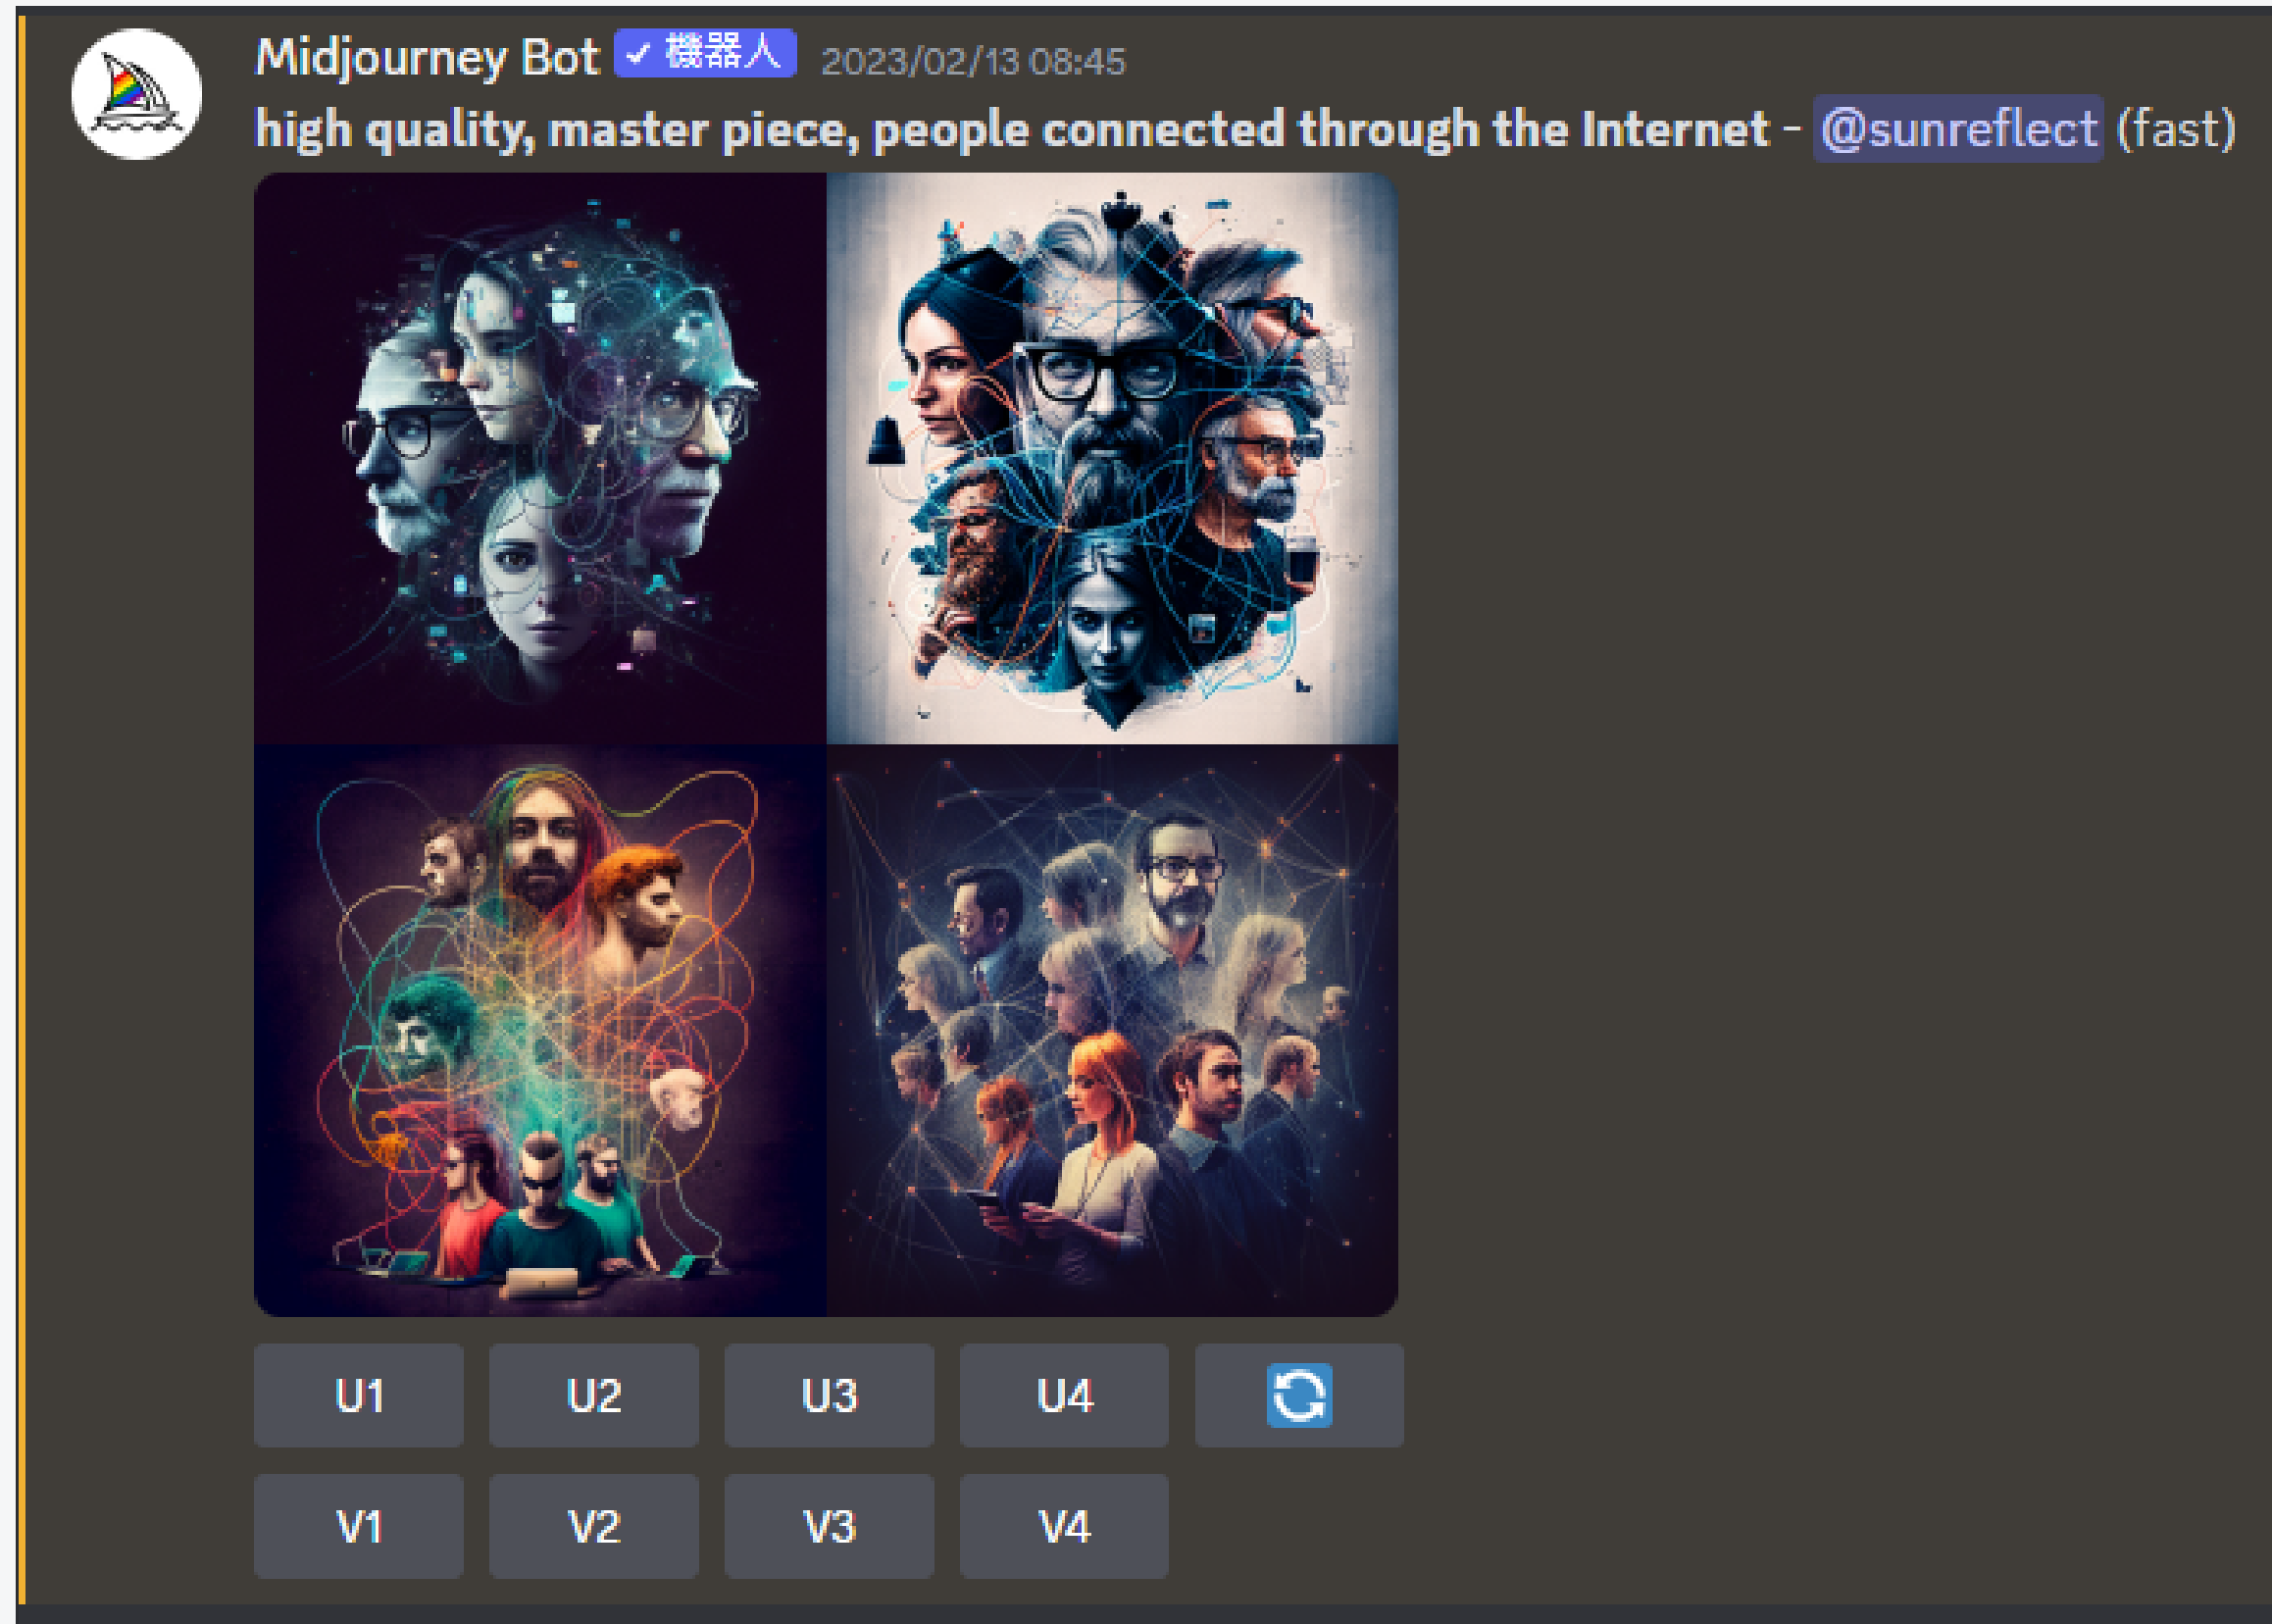 Midjourney Bot ✓ 機器人 2023/02/13 08:45
high quality, master piece, people connected through the Internet - @sunreflect (fast)
U1 U2 U3 U4
V1 V2 V3 V4